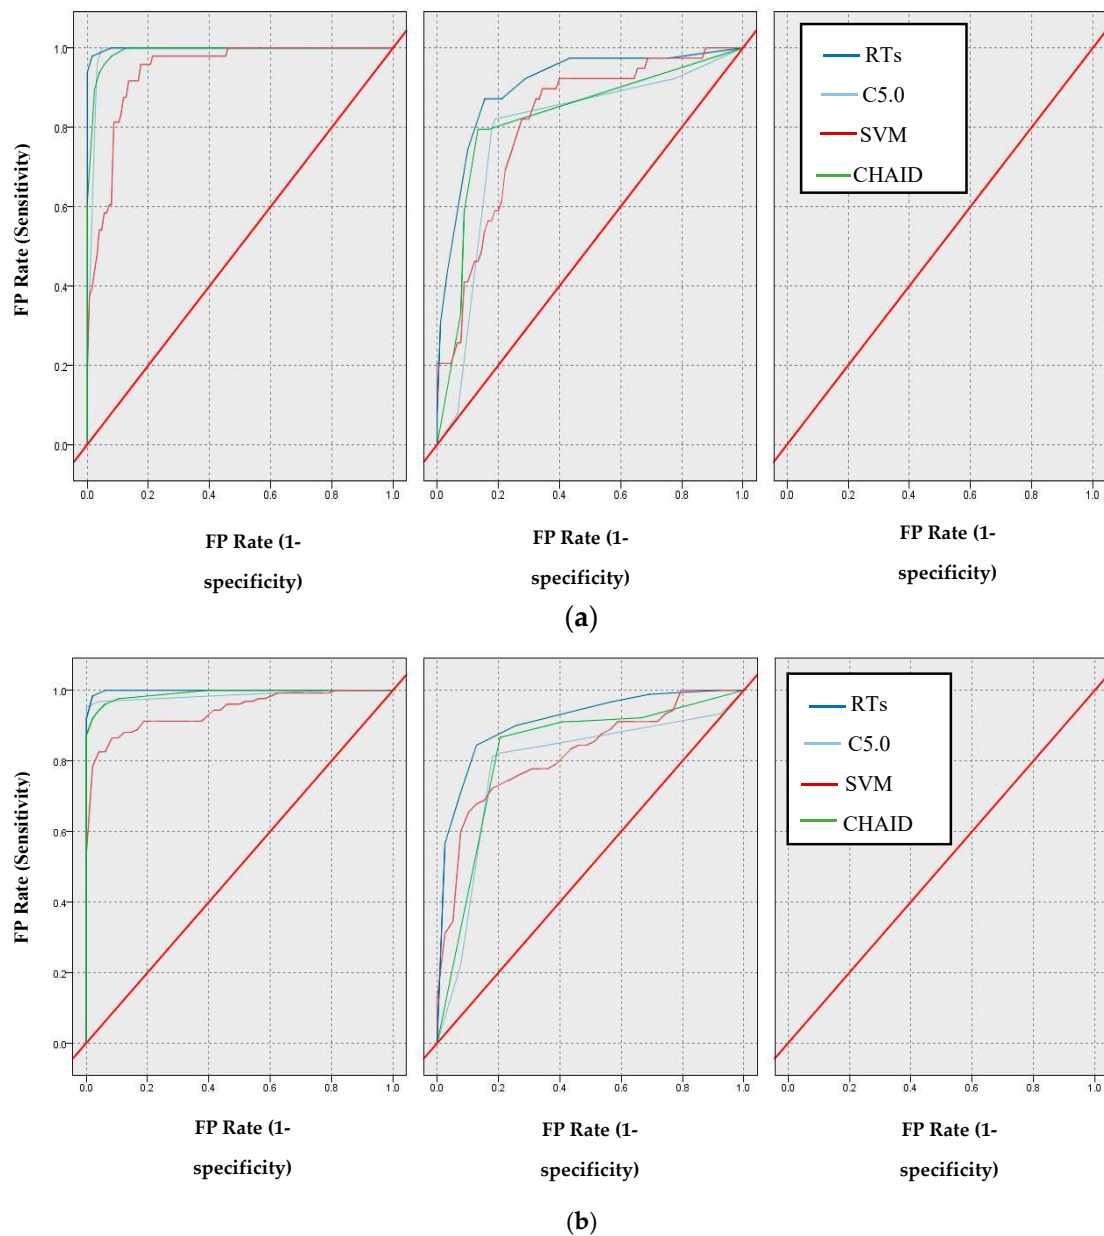 RTs
C5.0
SVM
CHAID
FP Rate (Sensitivity)
1.0
0.8
0.6
0.4
0.2
0.0
0.0 0.2 0.4 0.6 0.8 1.0
0.0 0.2 0.4 0.6 0.8 1.0
0.0 0.2 0.4 0.6 0.8 1.0
FP Rate (1-
specificity)
FP Rate (1-
specificity)
FP Rate (1-
specificity)
(a)
RTs
C5.0
SVM
CHAID
FP Rate (Sensitivity)
1.0
0.8
0.6
0.4
0.2
0.0
0.0 0.2 0.4 0.6 0.8 1.0
0.0 0.2 0.4 0.6 0.8 1.0
0.0 0.2 0.4 0.6 0.8 1.0
FP Rate (1-
specificity)
FP Rate (1-
specificity)
FP Rate (1-
specificity)
(b)